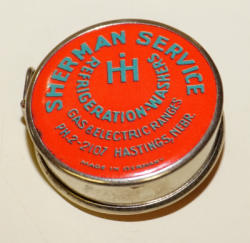 SHERMAN SERVICE
REFRIGERATION-WASHERS
IH
GAS & ELECTRIC RANGES
PH.2-2107 HASTINGS, NEBR.
MADE IN GERMANY